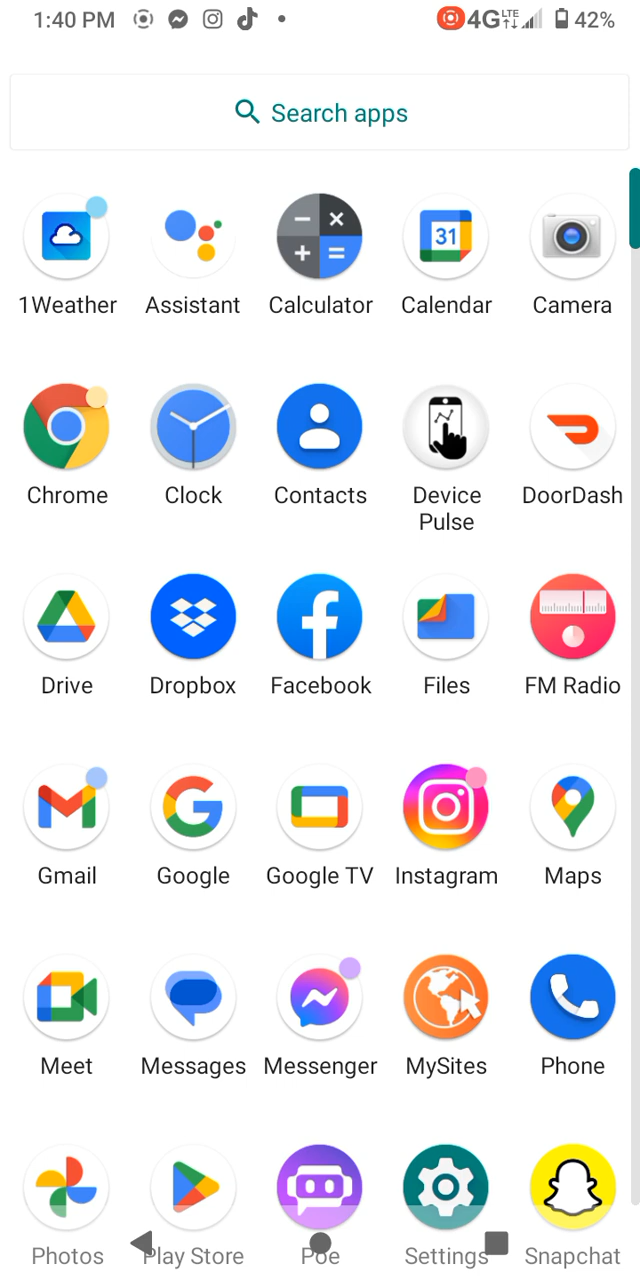 1:40 PM 4G LTE 42%
Search apps
31
1Weather Assistant Calculator Calendar Camera
Chrome Clock Contacts Device Pulse DoorDash
Drive Dropbox Facebook Files FM Radio
Gmail Google Google TV Instagram Maps
Meet Messages Messenger MySites Phone
Photos Play Store Poe Settings Snapchat